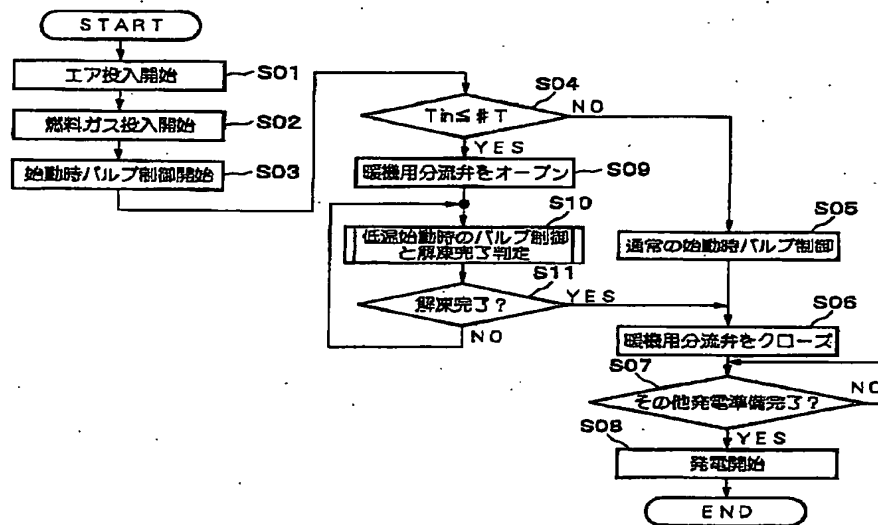 START
エア投入開始
S01
燃料ガス投入開始
S02
始動時バルブ制御開始
S03
S04
Tin≦#T
NO
YES
暖機用分流弁をオープン
S09
S10
低温始動時のバルブ制御
と解凍完了判定
S11
解凍完了?
YES
NO
S05
通常の始動時バルブ制御
S06
暖機用分流弁をクローズ
S07
その他発電準備完了?
NO
YES
S08
発電開始
END